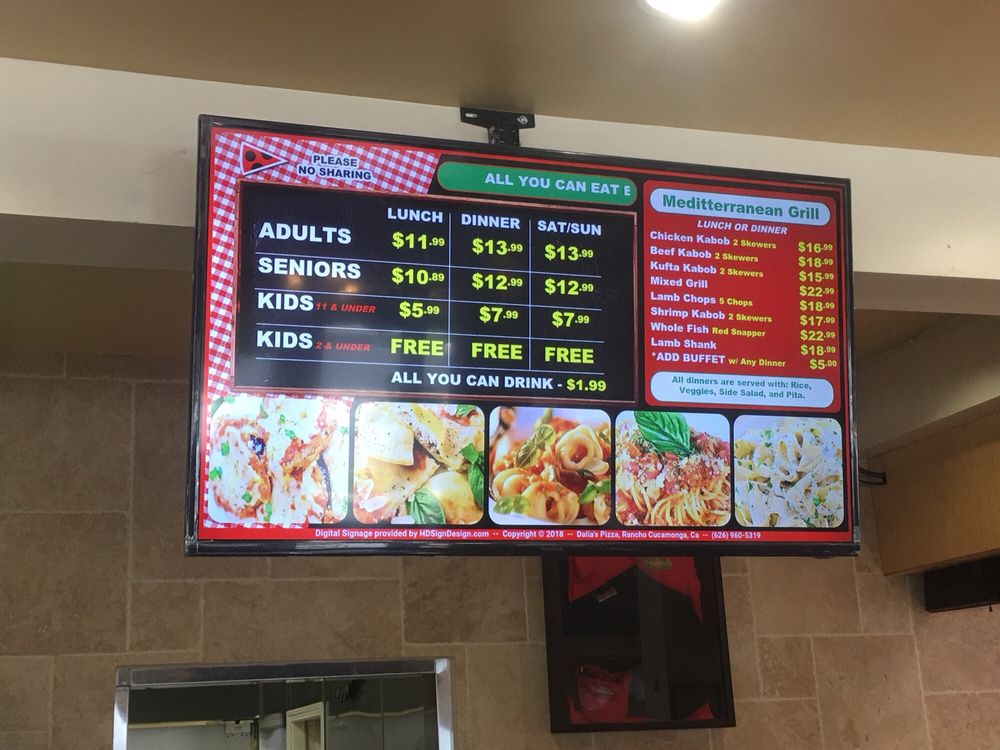 PLEASE
NO SHARING
ALL YOU CAN EAT
LUNCH DINNER SAT/SUN
ADULTS $11.99 $13.99 $13.99
SENIORS $10.89 $12.99 $12.99
KIDS 11 & UNDER $5.99 $7.99 $7.99
KIDS 2 & UNDER FREE FREE FREE
ALL YOU CAN DRINK - $1.99
Meditterranean Grill
LUNCH OR DINNER
Chicken Kabob 2 Skewers $16.99
Beef Kabob 2 Skewers $18.99
Kufta Kabob 2 Skewers $15.99
Mixed Grill $22.99
Lamb Chops 5 Chops $18.99
Shrimp Kabob 2 Skewers $17.99
Whole Fish Red Snapper $22.99
Lamb Shank $18.99
*ADD BUFFET w/ Any Dinner $5.00
All dinners are served with: Rice,
Veggies, Side Salad, and Pita.
Digital Signage provided by HDSignDesign.com -- Copyright © 2018 -- Dalia's Pizza, Rancho Cucamonga, Ca -- (626) 960-5319